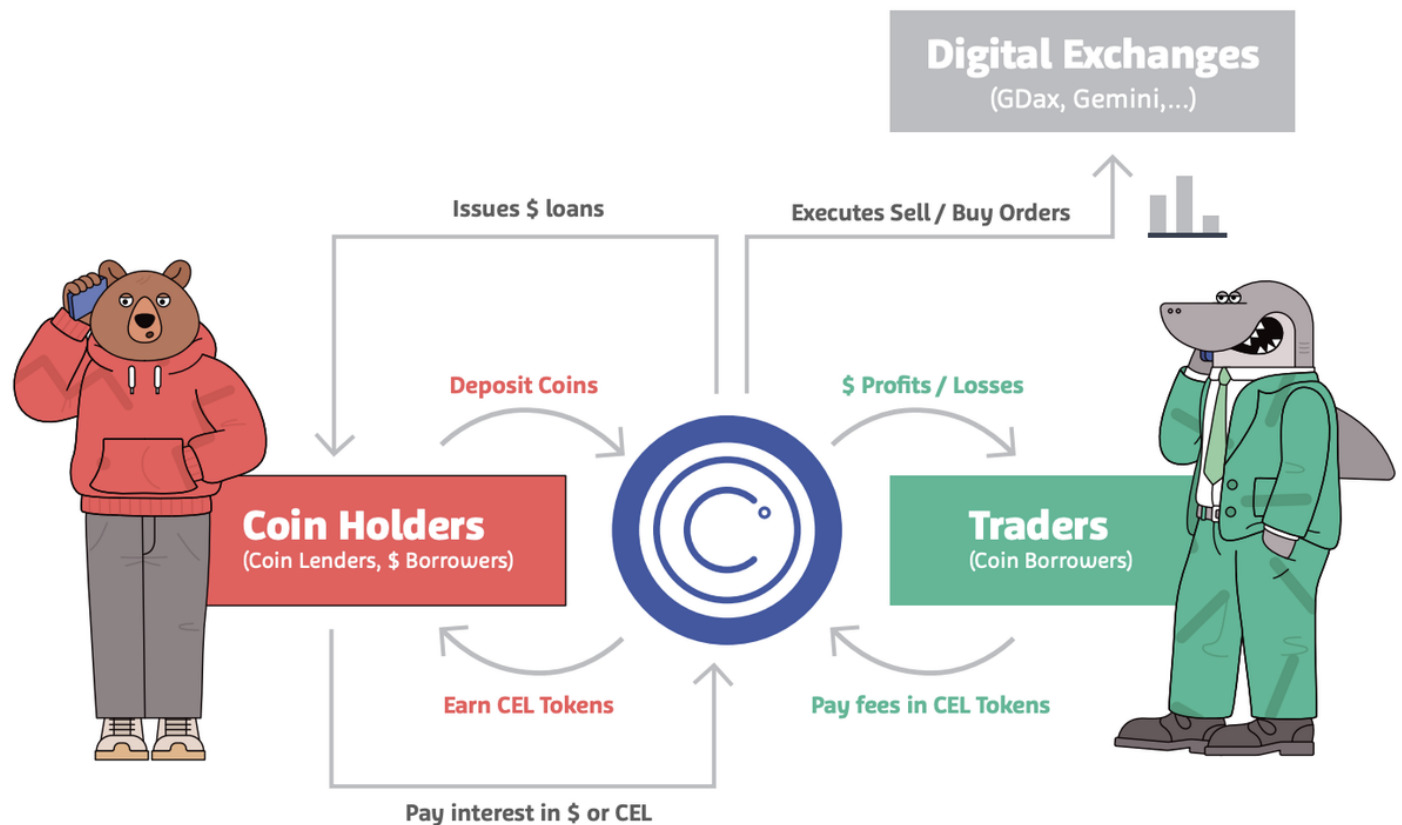 Digital Exchanges
(GDax, Gemini,...)
Issues $ loans
Executes Sell / Buy Orders
Deposit Coins
$ Profits / Losses
Coin Holders
(Coin Lenders, $ Borrowers)
Traders
(Coin Borrowers)
Earn CEL Tokens
Pay fees in CEL Tokens
Pay interest in $ or CEL